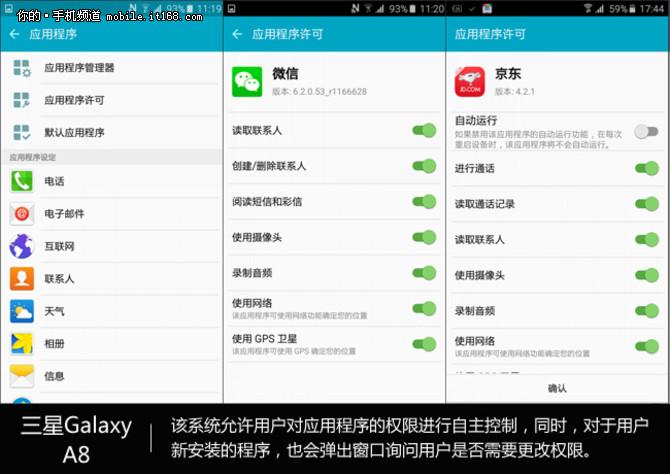 你的·手机频道 mobile.it168.com
93% 11:19
应用程序
应用程序管理器
应用程序许可
默认应用程序
应用程序设定
电话
电子邮件
互联网
联系人
天气
相册
信息
93% 11:20
应用程序许可
微信
版本: 6.2.0.53_r1166628
读取联系人
创建/删除联系人
阅读短信和彩信
使用摄像头
录制音频
使用网络
该应用程序可使用网络功能确定您的位置
使用 GPS 卫星
该应用程序可使用 GPS 确定您的位置
59% 17:44
应用程序许可
JD.COM
京东
版本: 4.2.1
自动运行
如果禁用该应用程序的自动运行功能，在每次
重启设备时，该应用程序将不会自动运行。
进行通话
读取通话记录
读取联系人
使用摄像头
录制音频
使用网络
该应用程序可使用网络功能确定您的位置
确认
三星Galaxy
A8
该系统允许用户对应用程序的权限进行自主控制，同时，对于用户
新安装的程序，也会弹出窗口询问用户是否需要更改权限。